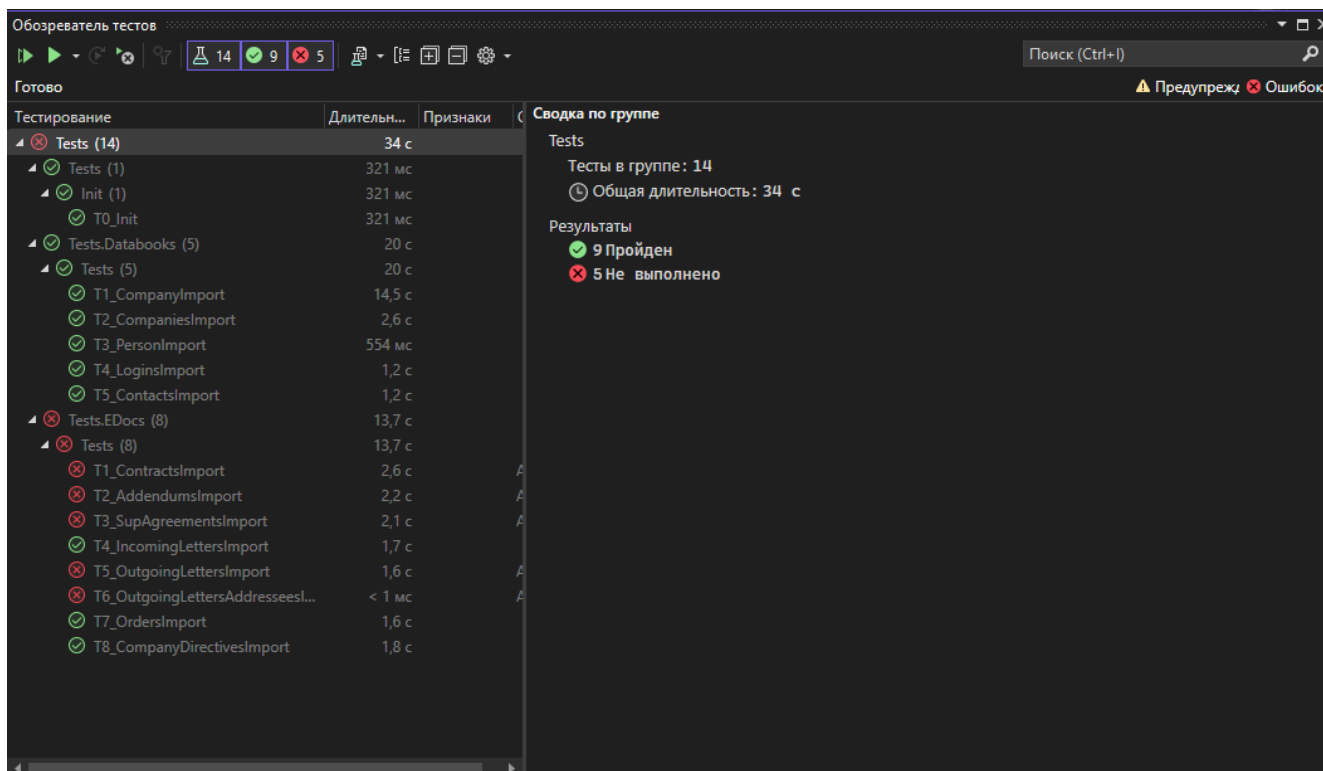 Обозреватель тестов
14 9 5
Поиск (Ctrl+I)
Готово
Предупреж Ошибок
Тестирование Длительн... Признаки
Tests (14) 34 с
Tests (1) 321 мс
Init (1) 321 мс
T0_Init 321 мс
Tests.Databooks (5) 20 с
Tests (5) 20 с
T1_CompanyImport 14,5 с
T2_CompaniesImport 2,6 с
T3_PersonImport 554 мс
T4_LoginsImport 1,2 с
T5_ContactsImport 1,2 с
Tests.EDocs (8) 13,7 с
Tests (8) 13,7 с
T1_ContractsImport 2,6 с
T2_AddendumsImport 2,2 с
T3_SupAgreementsImport 2,1 с
T4_IncomingLettersImport 1,7 с
T5_OutgoingLettersImport 1,6 с
T6_OutgoingLettersAddresseesI... < 1 мс
T7_OrdersImport 1,6 с
T8_CompanyDirectivesImport 1,8 с
Сводка по группе
Tests
Тесты в группе: 14
Общая длительность: 34 с
Результаты
9 Пройден
5 Не выполнено